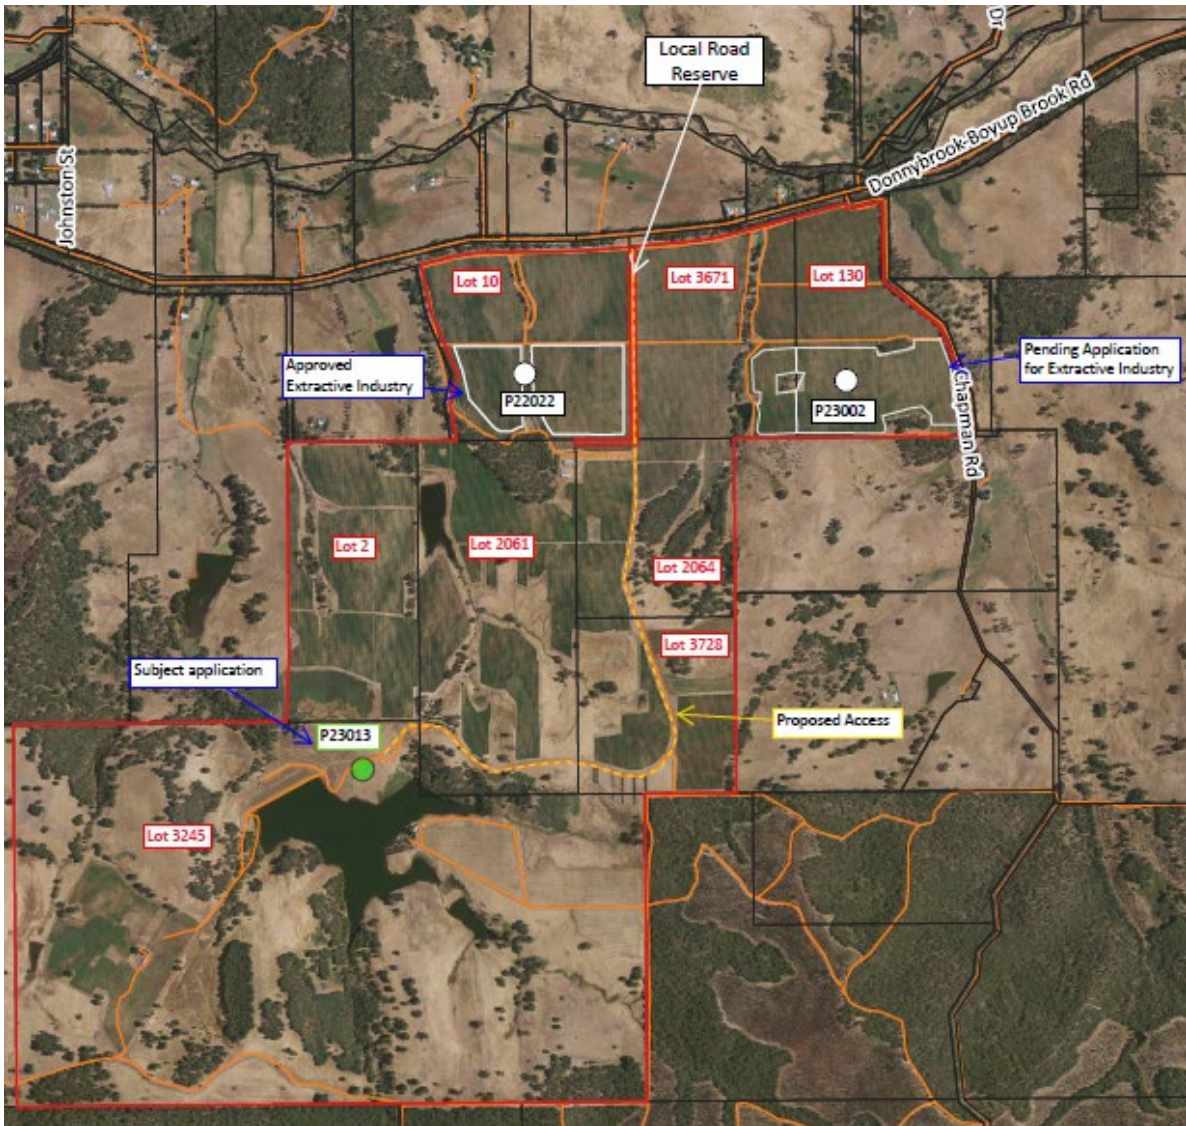 Dr
Local Road
Reserve
Donnybrook-Boyup Brook Rd
Johnston St
Lot 10
Lot 3671
Lot 130
Approved
Extractive Industry
Pending Application
for Extractive Industry
P22022
P23002
Chapman Rd
Lot 2
Lot 2061
Lot 2064
Lot 3728
Subject application
P23013
Proposed Access
Lot 3245